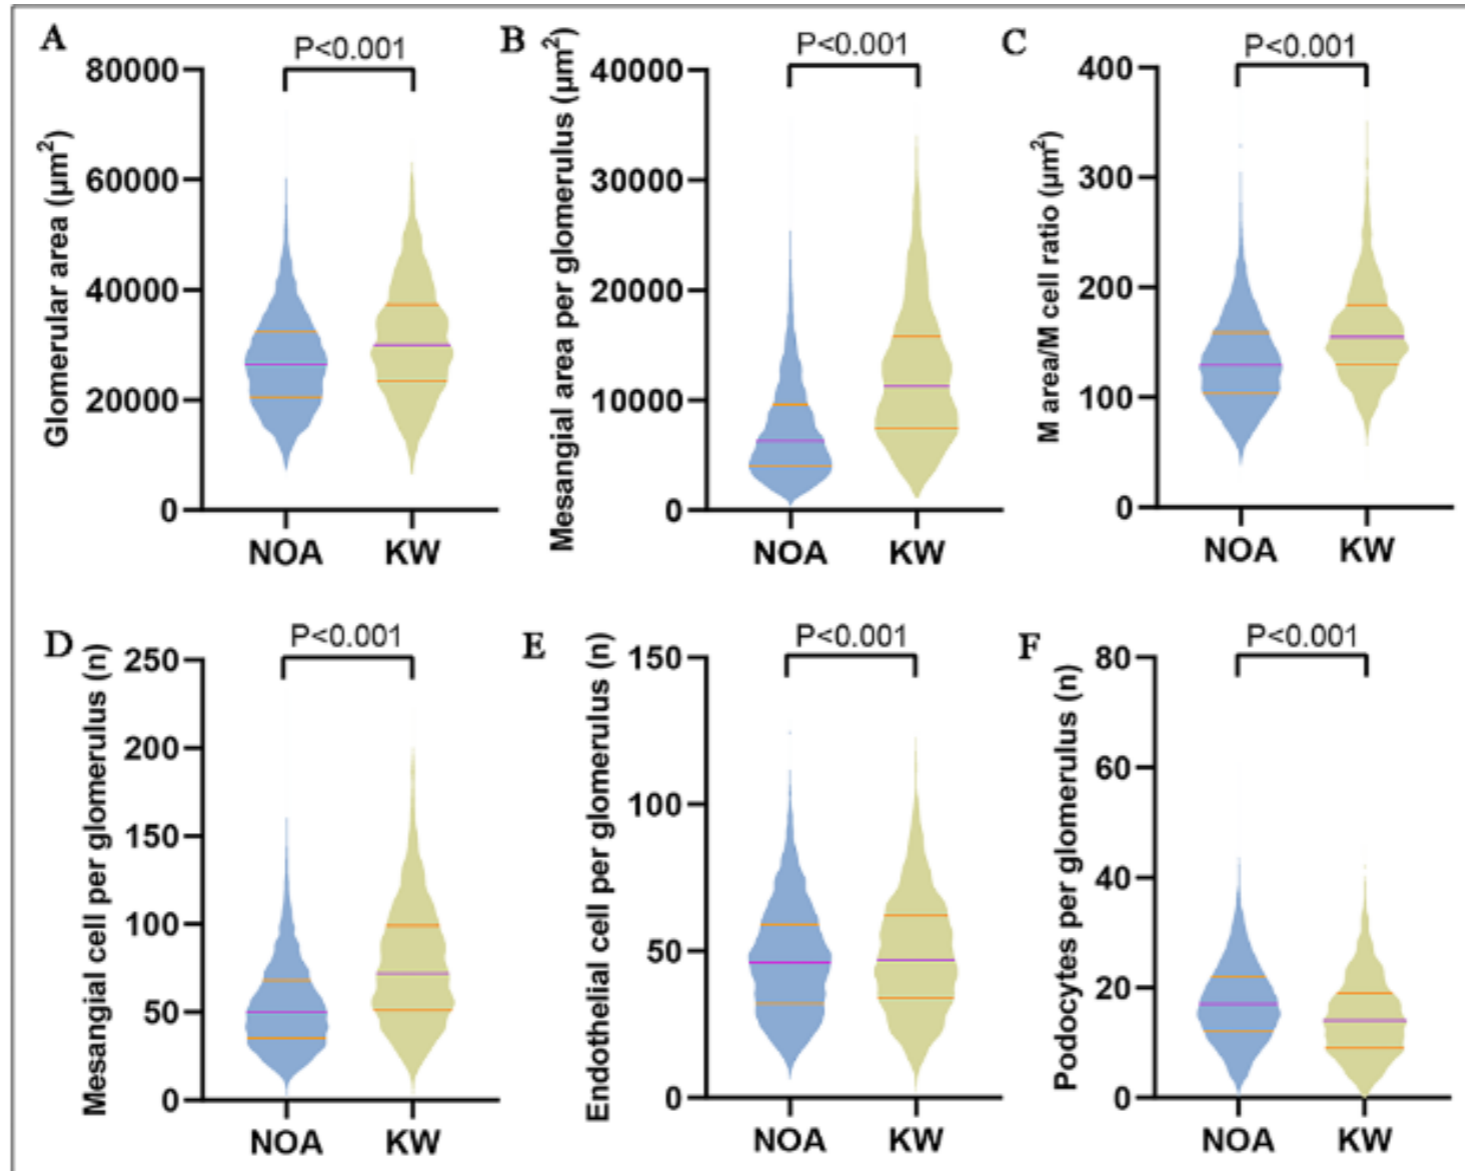 A
P<0.001
Glomerular area (µm²)
80000
60000
40000
20000
0
NOA KW
B
P<0.001
Mesangial area per glomerulus (µm²)
40000
30000
20000
10000
0
NOA KW
C
P<0.001
M area/M cell ratio (µm²)
400
300
200
100
0
NOA KW
D
P<0.001
Mesangial cell per glomerulus (n)
250
200
150
100
50
0
NOA KW
E
P<0.001
Endothelial cell per glomerulus (n)
150
100
50
0
NOA KW
F
P<0.001
Podocytes per glomerulus (n)
80
60
40
20
0
NOA KW